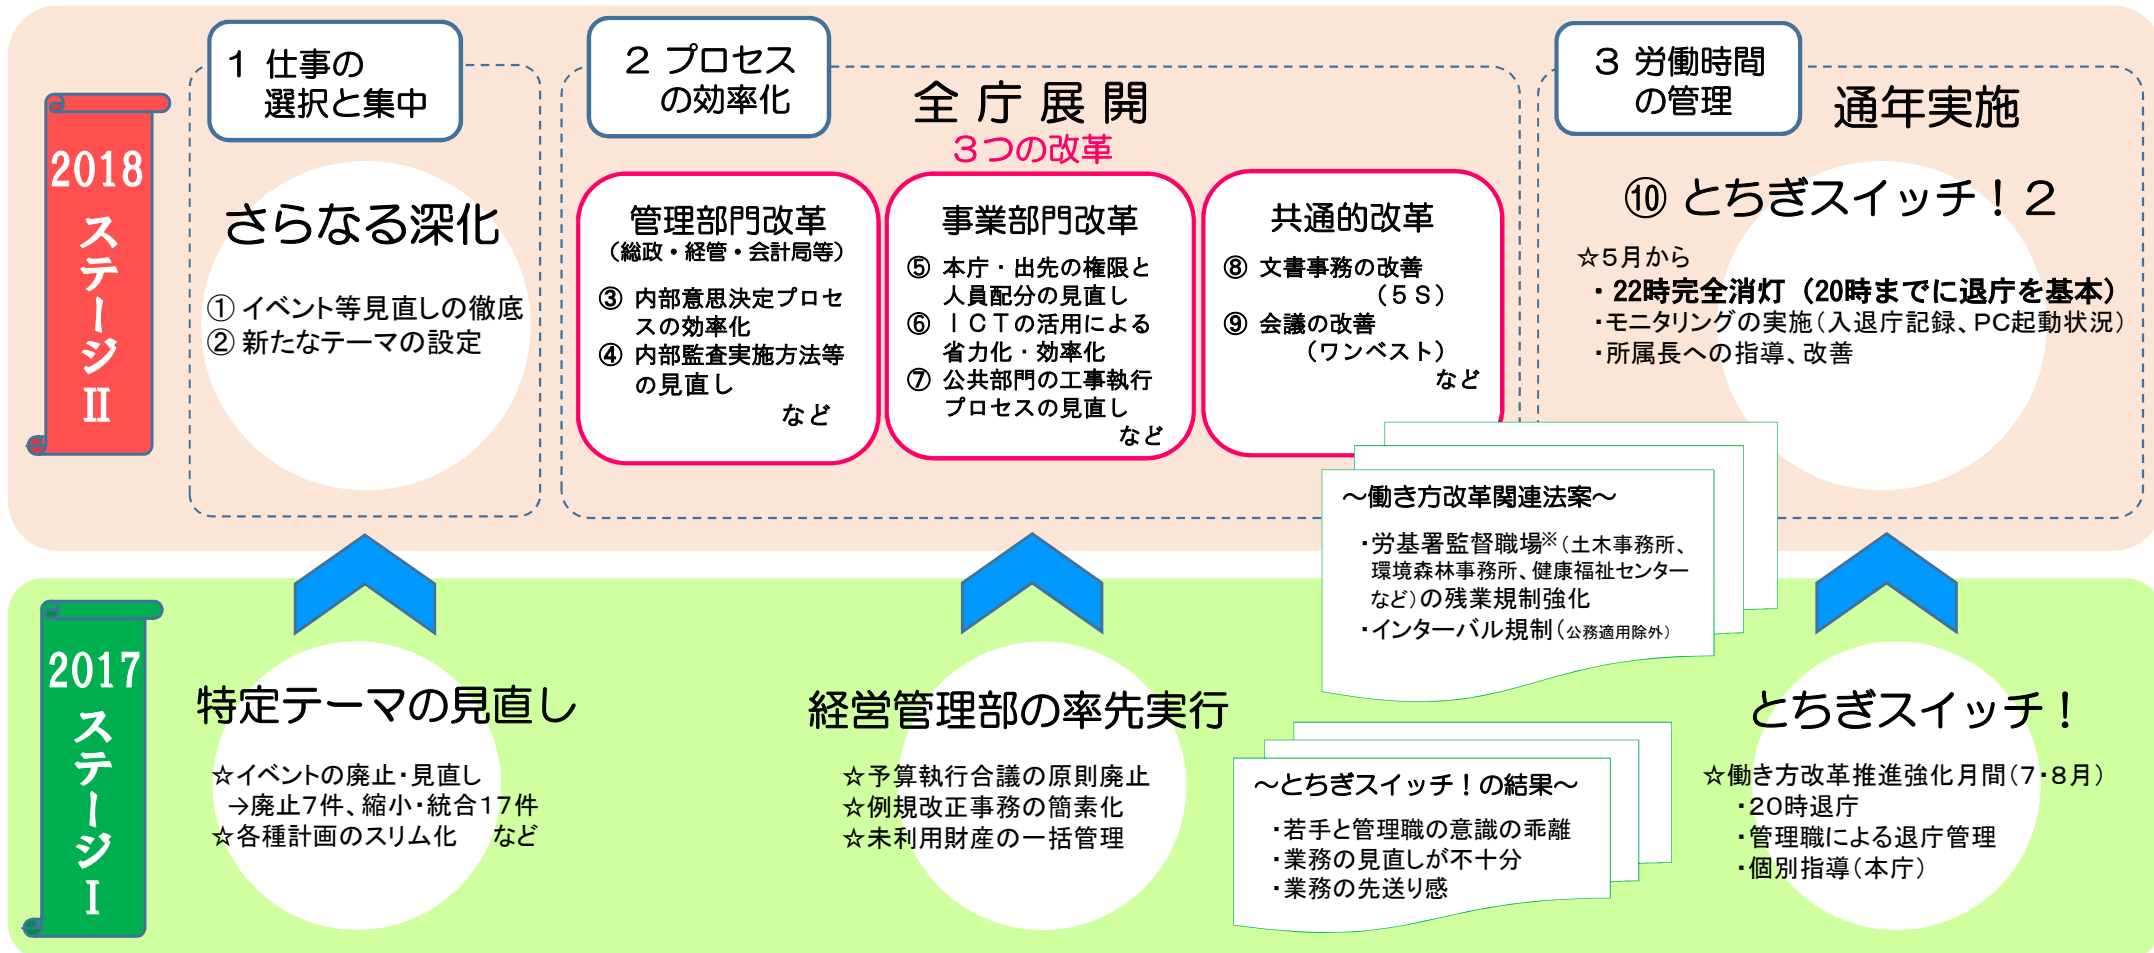 2018
ステージⅡ
１ 仕事の
選択と集中
さらなる深化
① イベント等見直しの徹底
② 新たなテーマの設定
２ プロセス
の効率化
全庁展開
３つの改革
管理部門改革
（総政・経管・会計局等）
③ 内部意思決定プロセ
スの効率化
④ 内部監査実施方法等
の見直し
など
事業部門改革
⑤ 本庁・出先の権限と
人員配分の見直し
⑥ ＩＣＴの活用による
省力化・効率化
⑦ 公共部門の工事執行
プロセスの見直し
など
共通的改革
⑧ 文書事務の改善
（５Ｓ）
⑨ 会議の改善
（ワンベスト）
など
３ 労働時間
の管理
通年実施
⑩ とちぎスイッチ！２
☆５月から
・22時完全消灯（20時までに退庁を基本）
・モニタリングの実施（入退庁記録、PC起動状況）
・所属長への指導、改善
～働き方改革関連法案～
・労基署監督職場※（土木事務所、
環境森林事務所、健康福祉センター
など）の残業規制強化
・インターバル規制（公務適用除外）
2017
ステージⅠ
特定テーマの見直し
☆イベントの廃止・見直し
→廃止７件、縮小・統合１７件
☆各種計画のスリム化　など
経営管理部の率先実行
☆予算執行合議の原則廃止
☆例規改正事務の簡素化
☆未利用財産の一括管理
～とちぎスイッチ！の結果～
・若手と管理職の意識の乖離
・業務の見直しが不十分
・業務の先送り感
とちぎスイッチ！
☆働き方改革推進強化月間（７・８月）
・２０時退庁
・管理職による退庁管理
・個別指導（本庁）